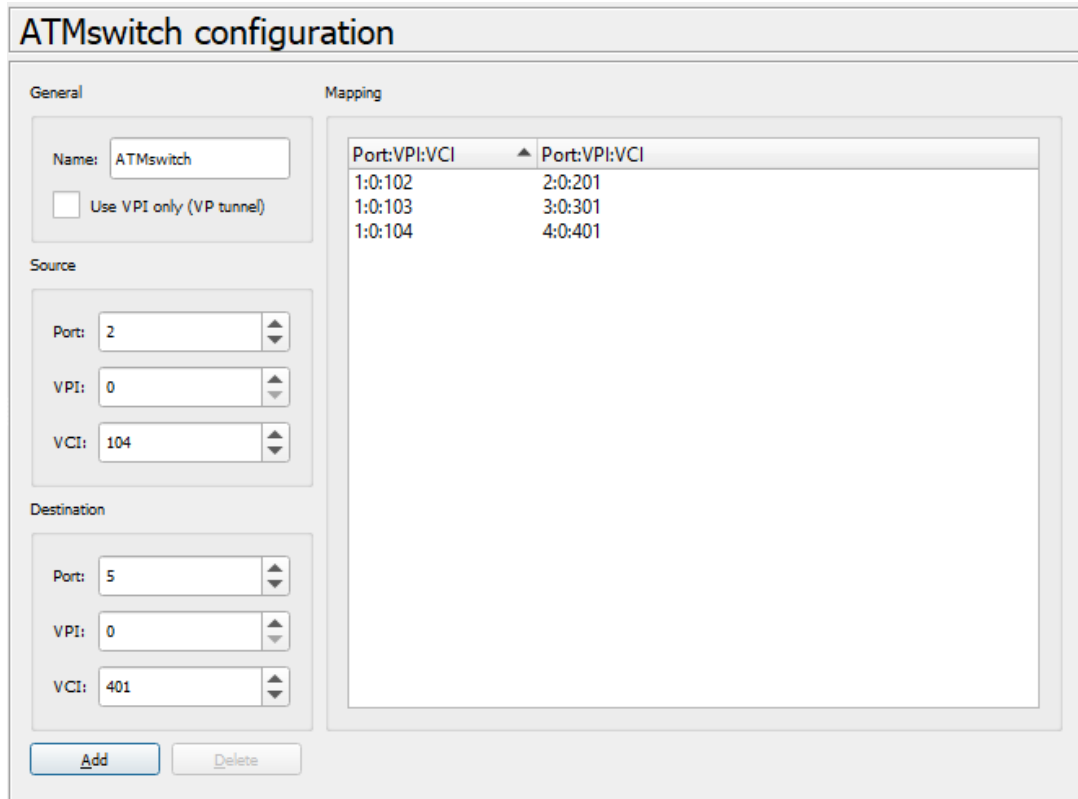 ATMswitch configuration
General
Name: ATMswitch
Use VPI only (VP tunnel)
Source
Port: 2
VPI: 0
VCI: 104
Destination
Port: 5
VPI: 0
VCI: 401
Add Delete
Mapping
Port:VPI:VCI Port:VPI:VCI
1:0:102 2:0:201
1:0:103 3:0:301
1:0:104 4:0:401